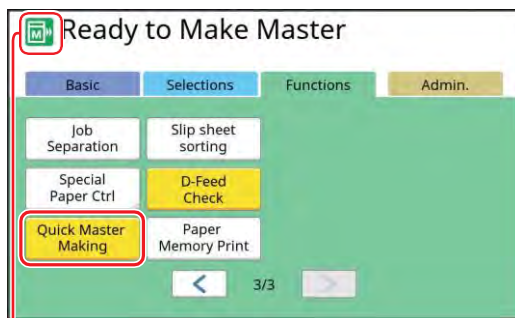 M
Ready to Make Master
Basic
Selections
Functions
Admin.
Job
Separation
Slip sheet
sorting
Special
Paper Ctrl
D-Feed
Check
Quick Master
Making
Paper
Memory Print
<
3/3
>